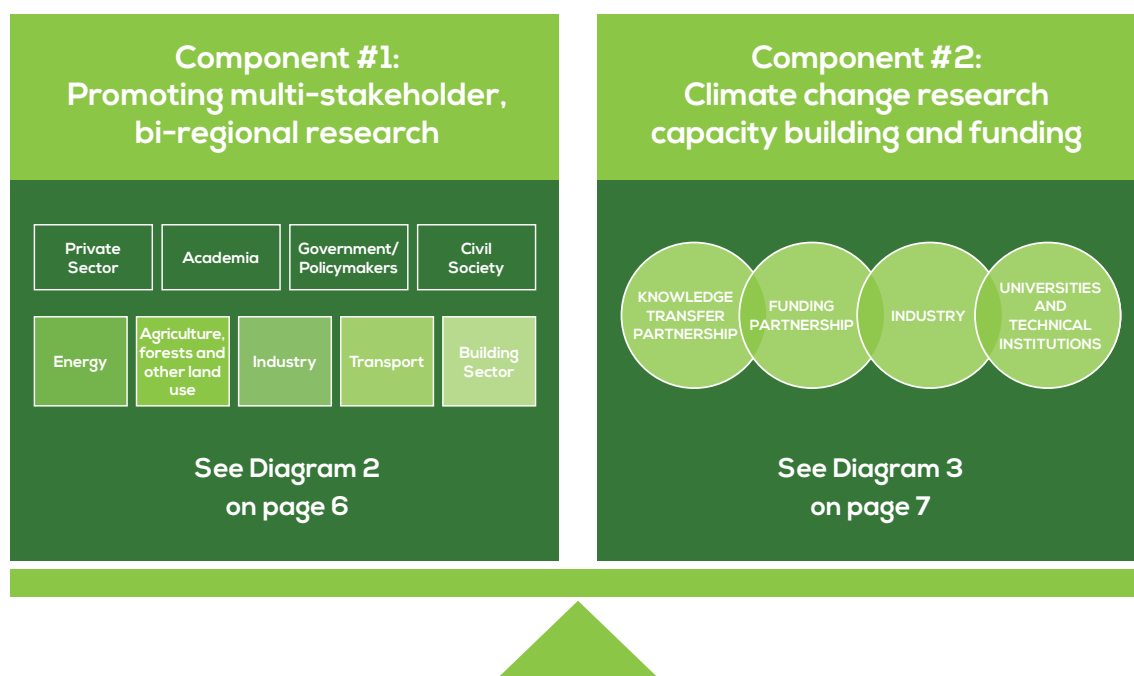 Component #1:
Promoting multi-stakeholder,
bi-regional research
Private
Sector
Academia
Government/
Policymakers
Civil
Society
Energy
Agriculture,
forests and
other land
use
Industry
Transport
Building
Sector
See Diagram 2
on page 6
Component #2:
Climate change research
capacity building and funding
KNOWLEDGE
TRANSFER
PARTNERSHIP
FUNDING
PARTNERSHIP
INDUSTRY
UNIVERSITIES
AND
TECHNICAL
INSTITUTIONS
See Diagram 3
on page 7